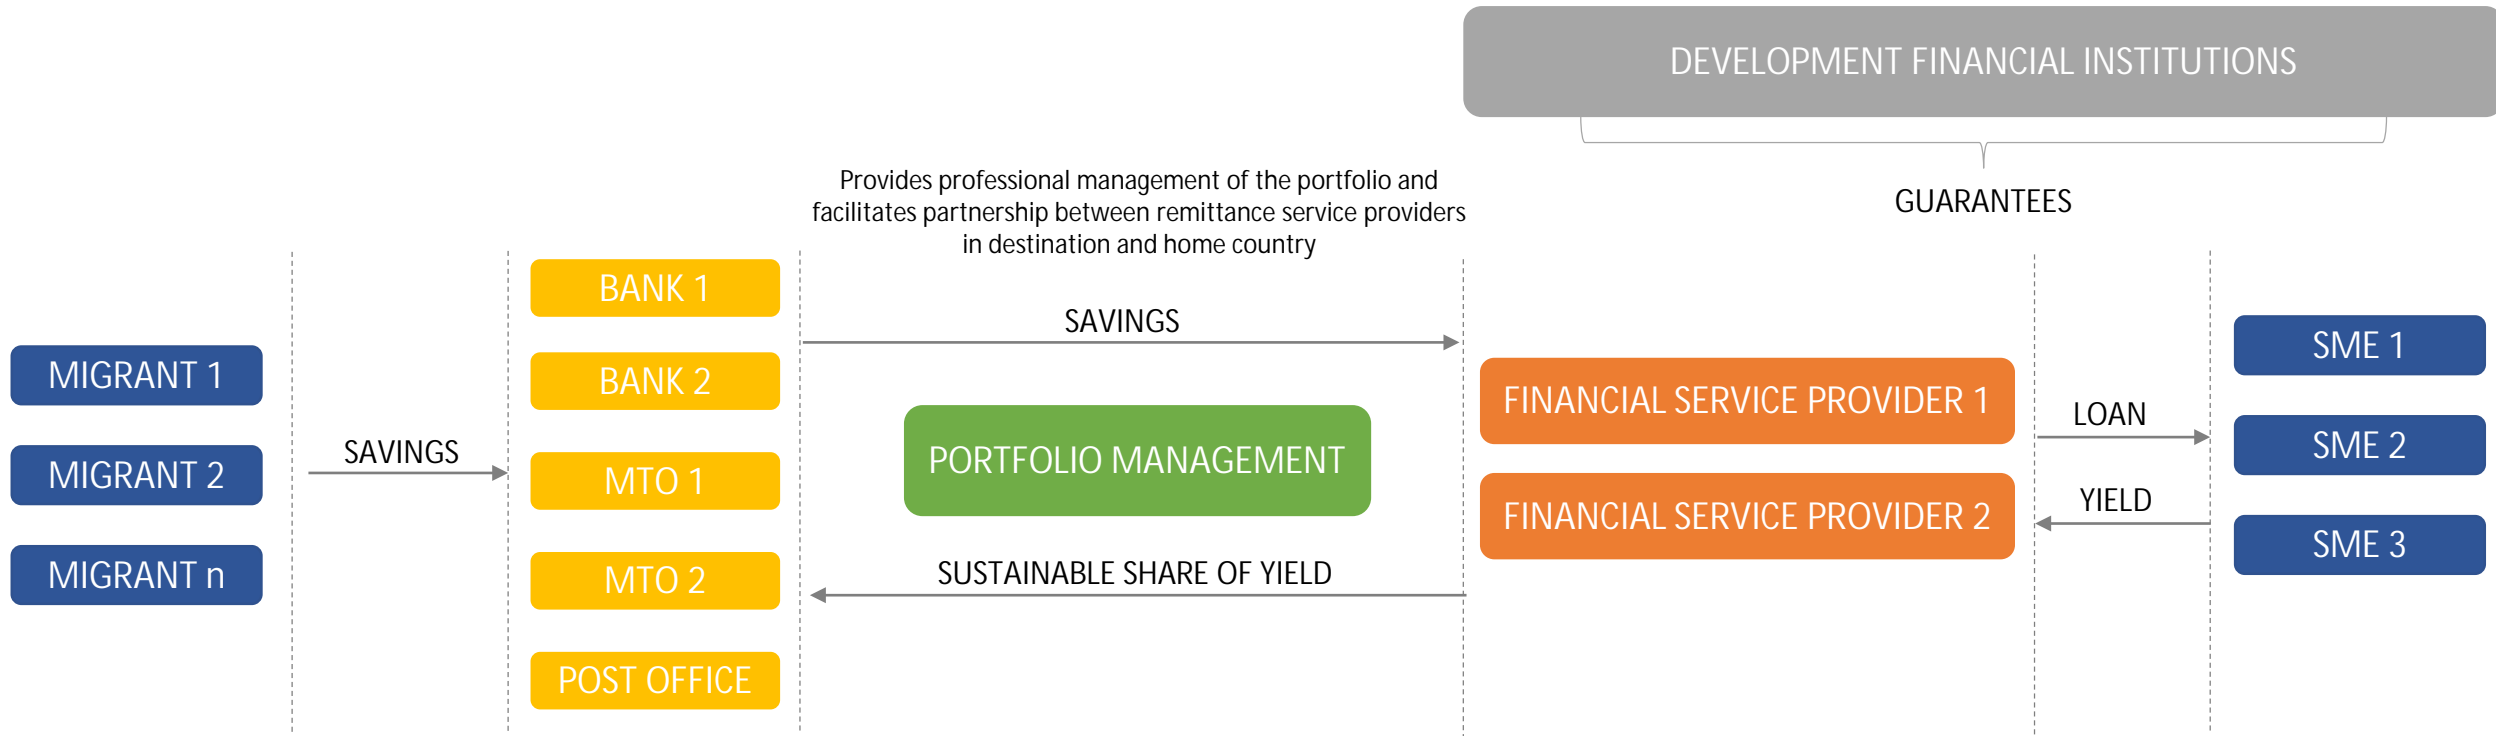 DEVELOPMENT FINANCIAL INSTITUTIONS
GUARANTEES
Provides professional management of the portfolio and
facilitates partnership between remittance service providers
in destination and home country
MIGRANT 1
MIGRANT 2
MIGRANT n
SAVINGS
BANK 1
BANK 2
MTO 1
MTO 2
POST OFFICE
SAVINGS
PORTFOLIO MANAGEMENT
SUSTAINABLE SHARE OF YIELD
FINANCIAL SERVICE PROVIDER 1
FINANCIAL SERVICE PROVIDER 2
LOAN
YIELD
SME 1
SME 2
SME 3